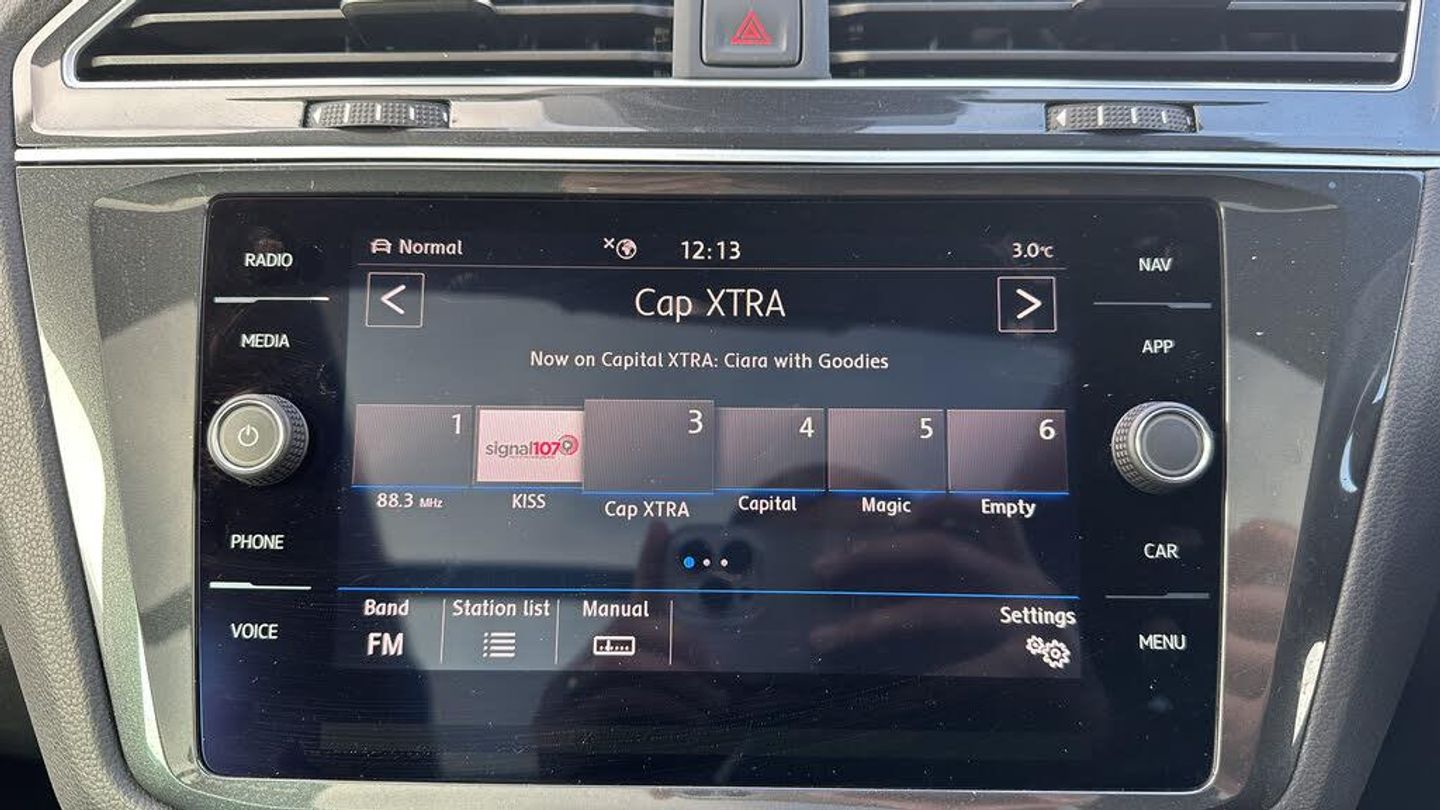 RADIO
MEDIA
PHONE
VOICE
Normal 12:13 3.0°C
< Cap XTRA >
Now on Capital XTRA: Ciara with Goodies
1 signal107 3 4 5 6
88.3 MHz KISS Cap XTRA Capital Magic Empty
Band Station list Manual Settings
FM
NAV
APP
CAR
MENU